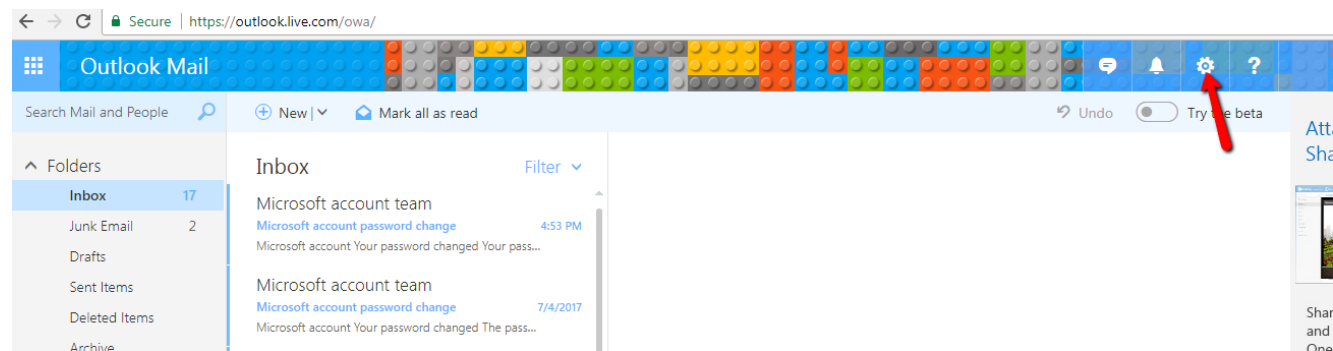 Secure | https://outlook.live.com/owa/
Outlook Mail
?
Search Mail and People
New
Mark all as read
Undo
Try the beta
Folders
Inbox 17
Junk Email 2
Drafts
Sent Items
Deleted Items
Archive
Inbox
Filter
Microsoft account team
Microsoft account password change 4:53 PM
Microsoft account Your password changed Your pass...
Microsoft account team
Microsoft account password change 7/4/2017
Microsoft account Your password changed The pass...
and